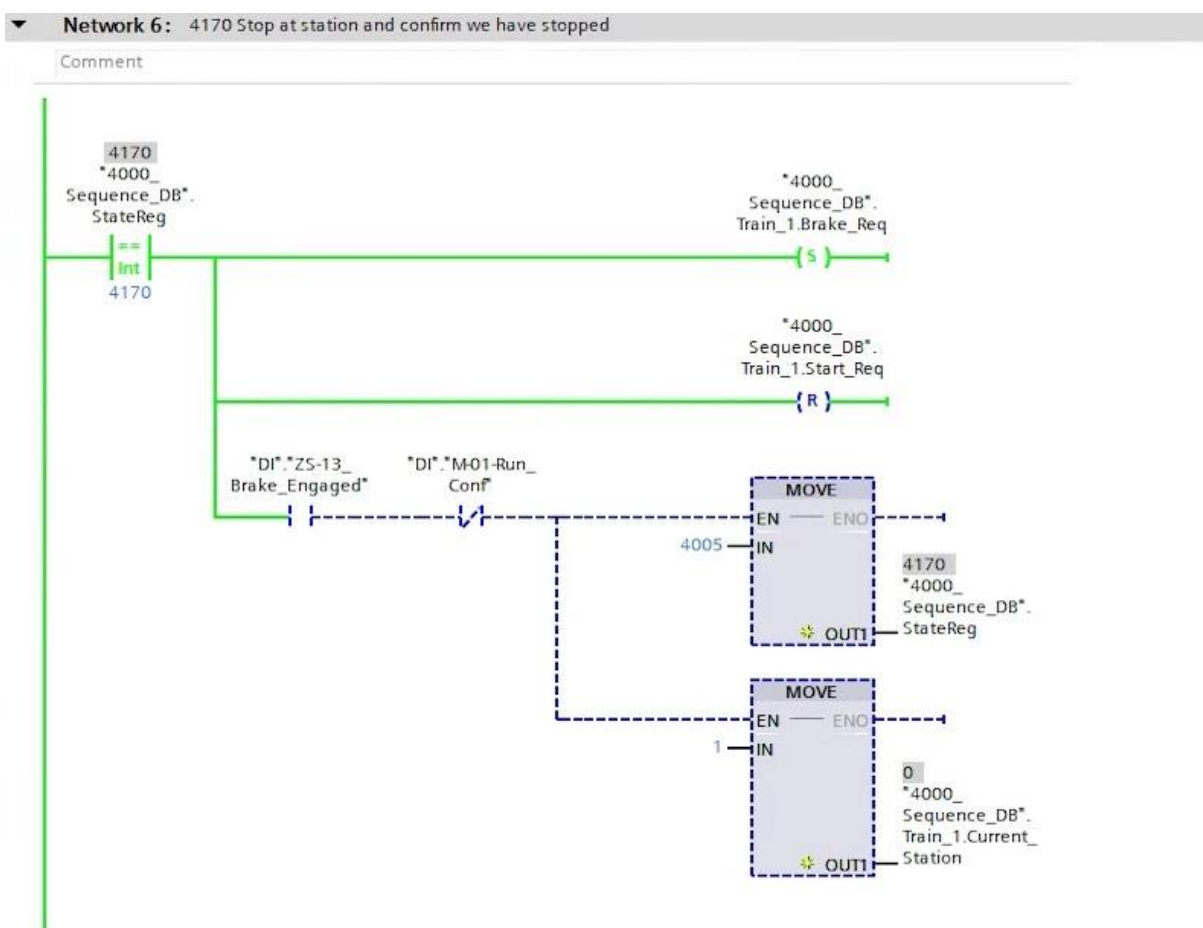 Network 6: 4170 Stop at station and confirm we have stopped
Comment
4170
"4000_
Sequence_DB".
StateReg
==
Int
4170
"4000_
Sequence_DB".
Train_1.Brake_Req
S
"4000_
Sequence_DB".
Train_1.Start_Req
R
"DI"."ZS-13_
Brake_Engaged"
"DI"."M-01-Run_
Conf"
MOVE
EN ENO
4005 IN
OUT1
4170
"4000_
Sequence_DB".
StateReg
MOVE
EN ENO
1 IN
OUT1
0
"4000_
Sequence_DB".
Train_1.Current_
Station